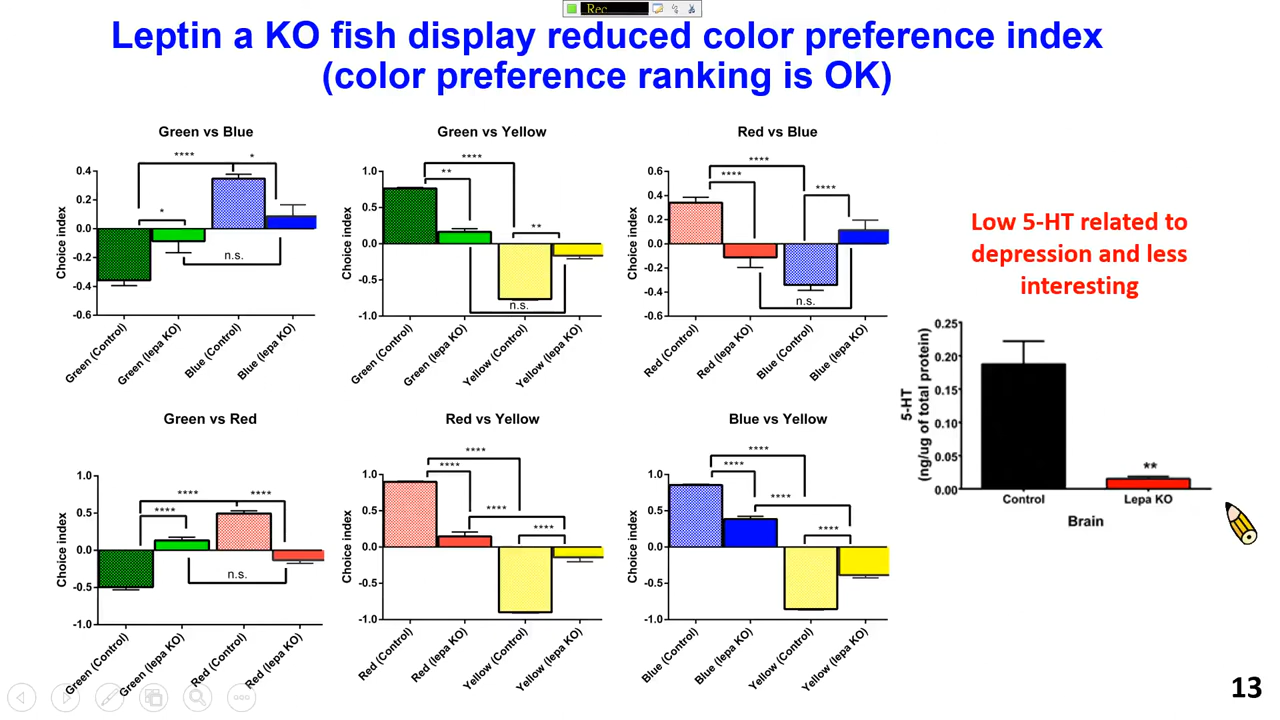 Rec
Leptin a KO fish display reduced color preference index
(color preference ranking is OK)
Green vs Blue
Choice index
0.4
0.2
0.0
-0.2
-0.4
-0.6
****
*
*
n.s.
Green (Control)
Green (lepa KO)
Blue (Control)
Blue (lepa KO)
Green vs Yellow
Choice index
1.0
0.5
0.0
-0.5
-1.0
****
**
**
n.s.
Green (Control)
Green (lepa KO)
Yellow (Control)
Yellow (lepa KO)
Red vs Blue
Choice index
0.6
0.4
0.2
0.0
-0.2
-0.4
-0.6
****
****
****
n.s.
Red (Control)
Red (lepa KO)
Blue (Control)
Blue (lepa KO)
Low 5-HT related to
depression and less
interesting
5-HT
(ng/ug of total protein)
0.25
0.20
0.15
0.10
0.05
0.00
**
Control
Lepa KO
Brain
Green vs Red
Choice index
1.0
0.5
0.0
-0.5
-1.0
****
****
****
n.s.
Green (Control)
Green (lepa KO)
Red (Control)
Red (lepa KO)
Red vs Yellow
Choice index
1.0
0.5
0.0
-0.5
-1.0
****
****
****
****
Red (Control)
Red (lepa KO)
Yellow (Control)
Yellow (lepa KO)
Blue vs Yellow
Choice index
1.0
0.5
0.0
-0.5
-1.0
****
****
****
****
Blue (Control)
Blue (lepa KO)
Yellow (Control)
Yellow (lepa KO)
13